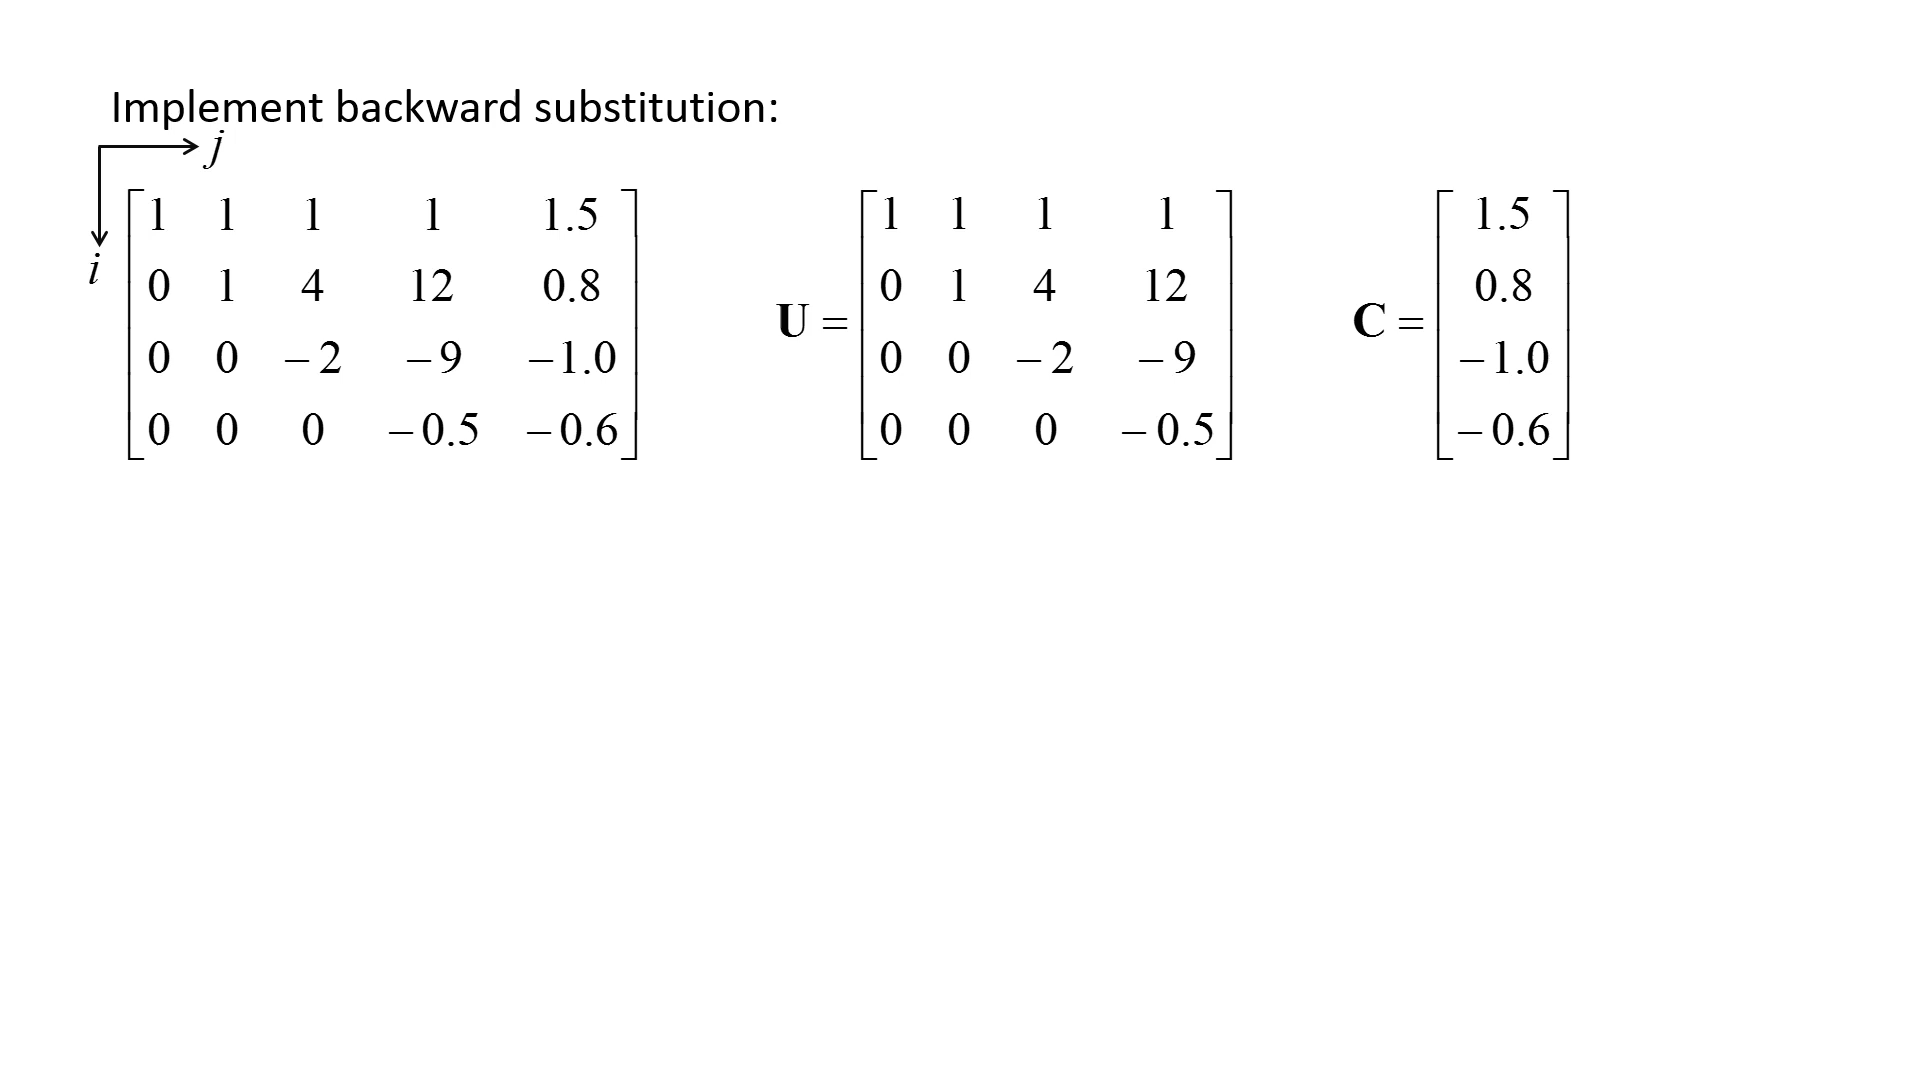 Implement backward substitution:
j
i
1 1 1 1 1.5
0 1 4 12 0.8
0 0 −2 −9 −1.0
0 0 0 −0.5 −0.6
U =
1 1 1 1
0 1 4 12
0 0 −2 −9
0 0 0 −0.5
C =
1.5
0.8
−1.0
−0.6